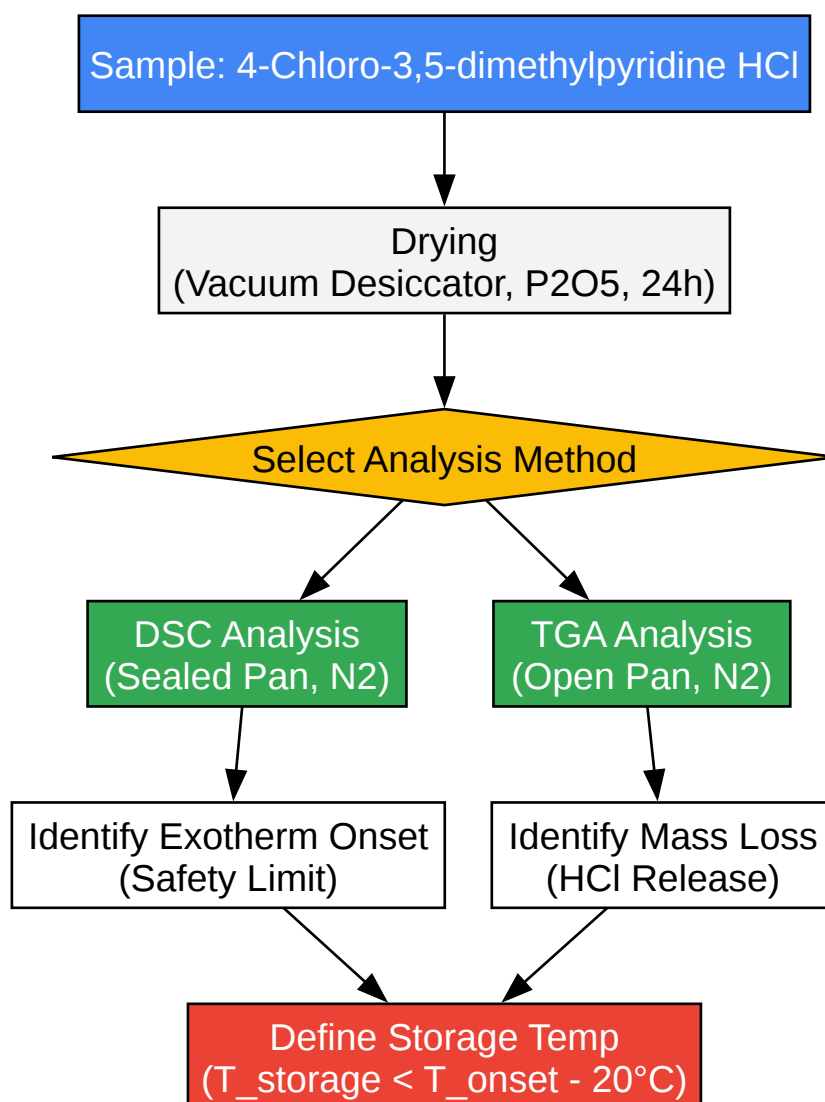 Sample: 4-Chloro-3,5-dimethylpyridine HCl
Drying
(Vacuum Desiccator, P2O5, 24h)
Select Analysis Method
DSC Analysis
(Sealed Pan, N2)
TGA Analysis
(Open Pan, N2)
Identify Exotherm Onset
(Safety Limit)
Identify Mass Loss
(HCl Release)
Define Storage Temp
(T_storage < T_onset - 20°C)